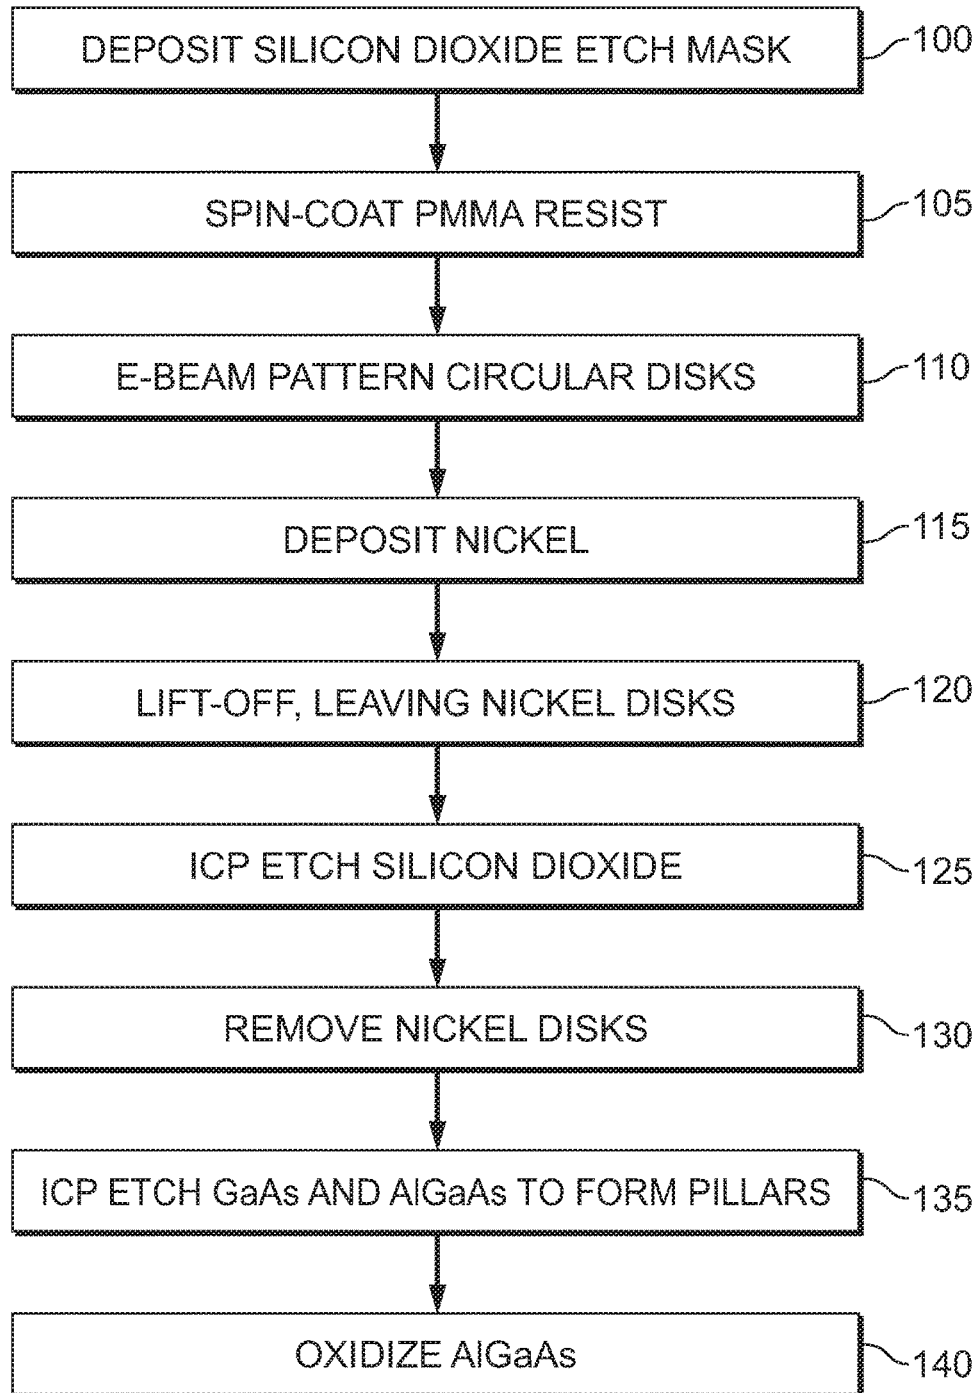 DEPOSIT SILICON DIOXIDE ETCH MASK 100
SPIN-COAT PMMA RESIST 105
E-BEAM PATTERN CIRCULAR DISKS 110
DEPOSIT NICKEL 115
LIFT-OFF, LEAVING NICKEL DISKS 120
ICP ETCH SILICON DIOXIDE 125
REMOVE NICKEL DISKS 130
ICP ETCH GaAs AND AlGaAs TO FORM PILLARS 135
OXIDIZE AlGaAs 140